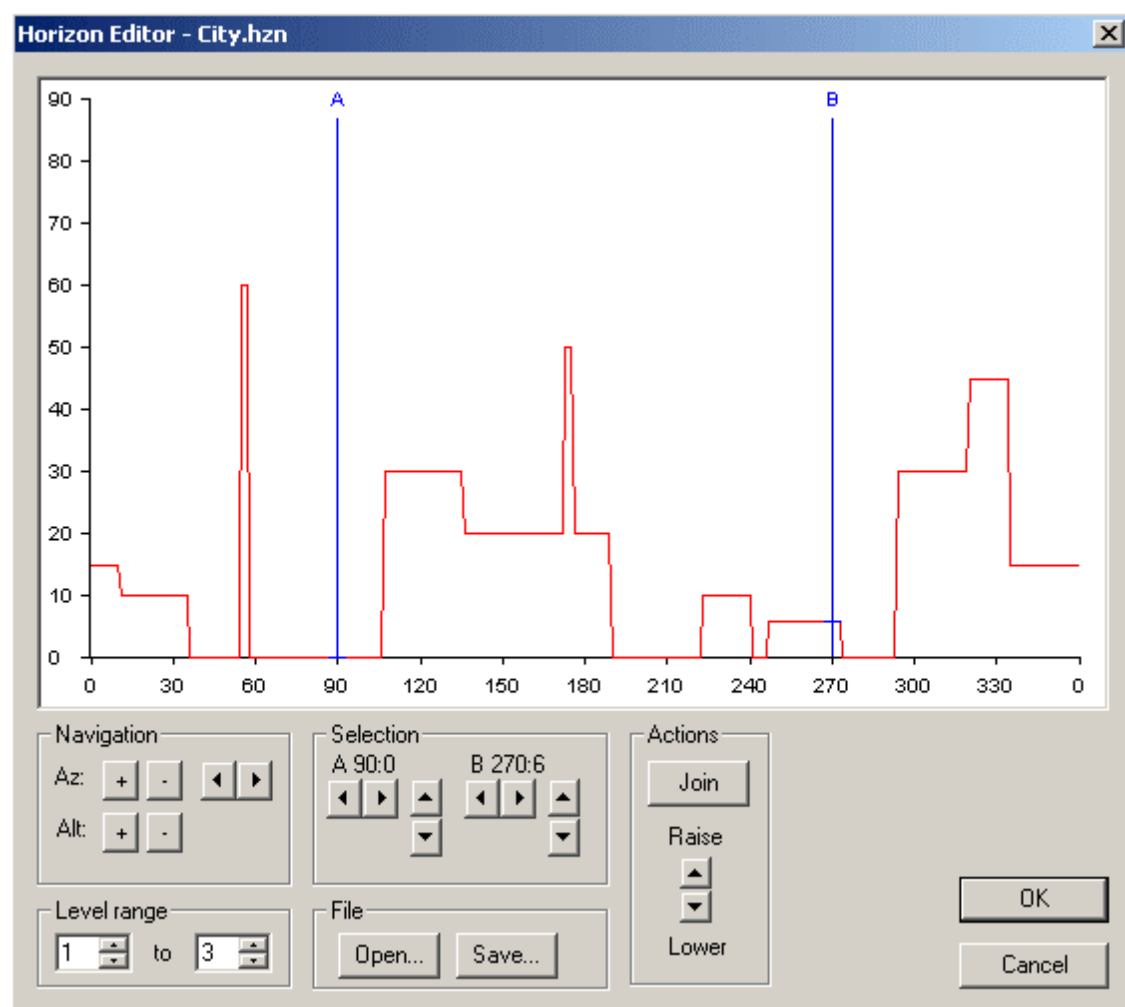 Horizon Editor - City.hzn
A B
90
80
70
60
50
40
30
20
10
0
0 30 60 90 120 150 180 210 240 270 300 330 0
Navigation
Az: + -
Alt: + -
Selection
A 90:0 B 270:6
Actions
Join
Raise
Lower
Level range
1 to 3
File
Open... Save...
OK
Cancel